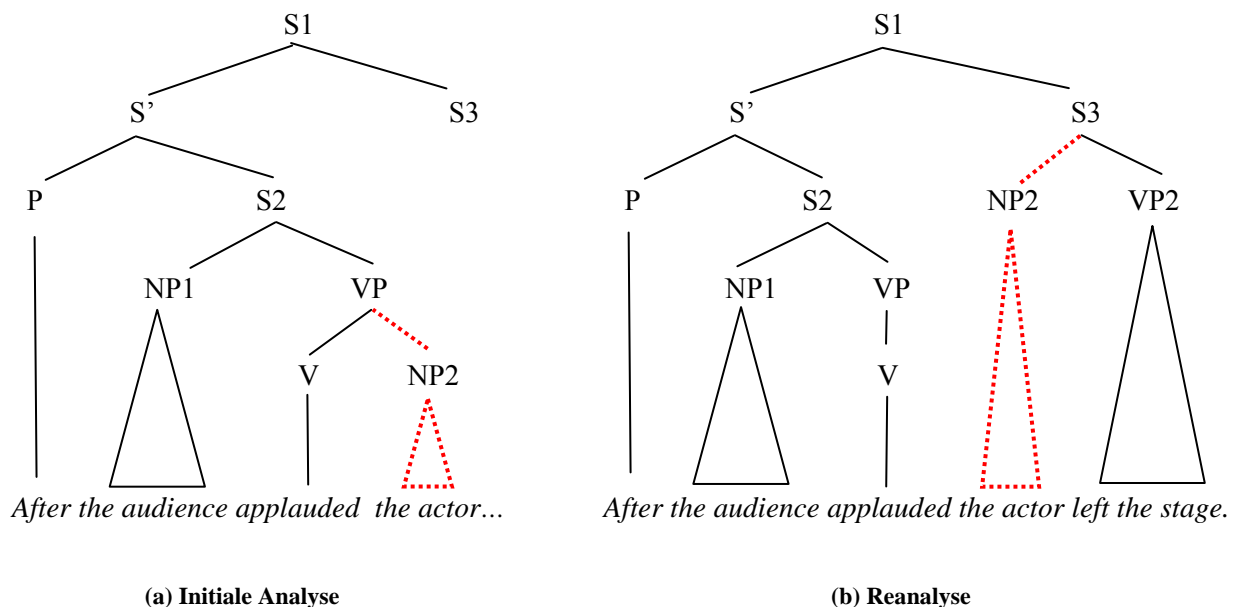 S1
S’ S3
P S2
NP1 VP
V NP2
After the audience applauded the actor…
(a) Initiale Analyse
S1
S’ S3
P S2 NP2 VP2
NP1 VP
V
After the audience applauded the actor left the stage.
(b) Reanalyse